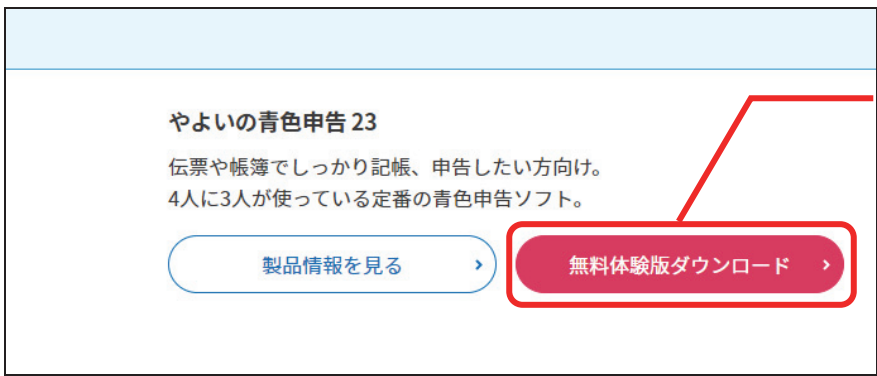 やよいの青色申告 23
伝票や帳簿でしっかり記帳、申告したい方向け。
4人に3人が使っている定番の青色申告ソフト。
製品情報を見る
無料体験版ダウンロード